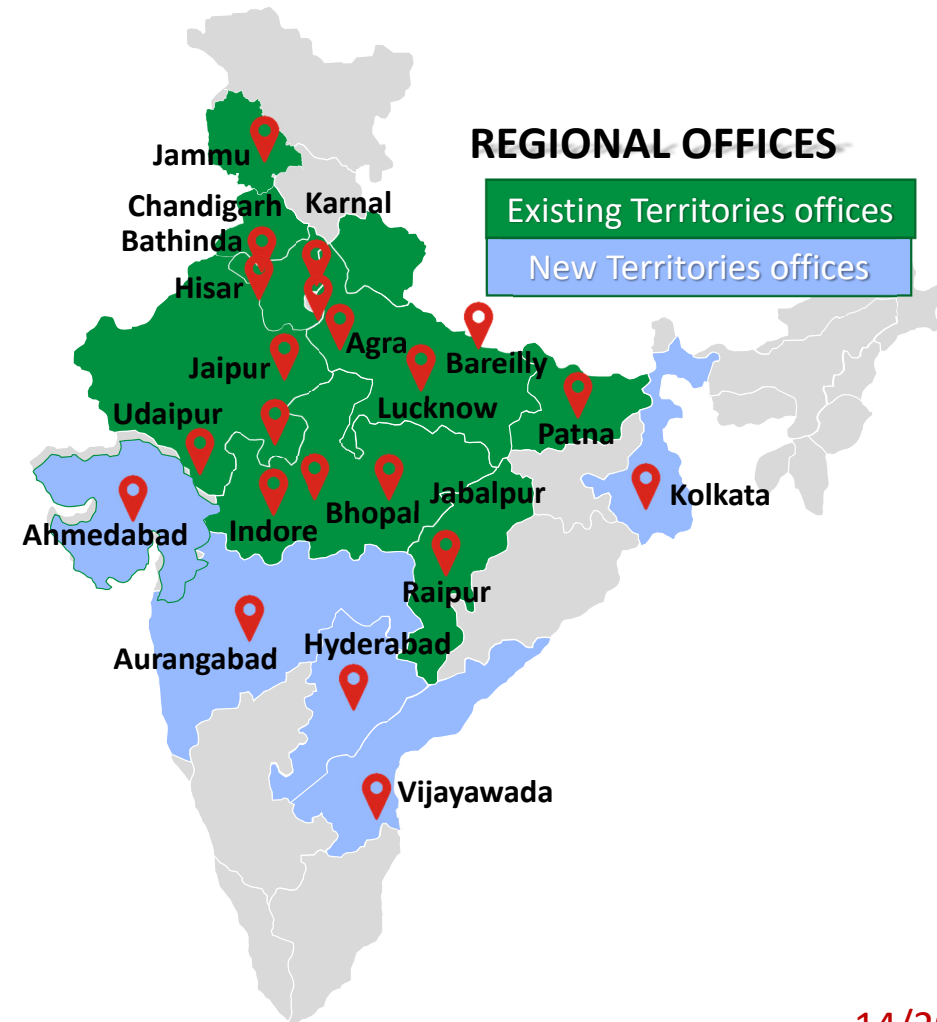 REGIONAL OFFICES
Existing Territories offices
New Territories offices
Jammu
Chandigarh
Karnal
Bathinda
Hisar
Agra
Jaipur
Bareilly
Lucknow
Udaipur
Patna
Jabalpur
Kolkata
Bhopal
Indore
Ahmedabad
Raipur
Hyderabad
Aurangabad
Vijayawada